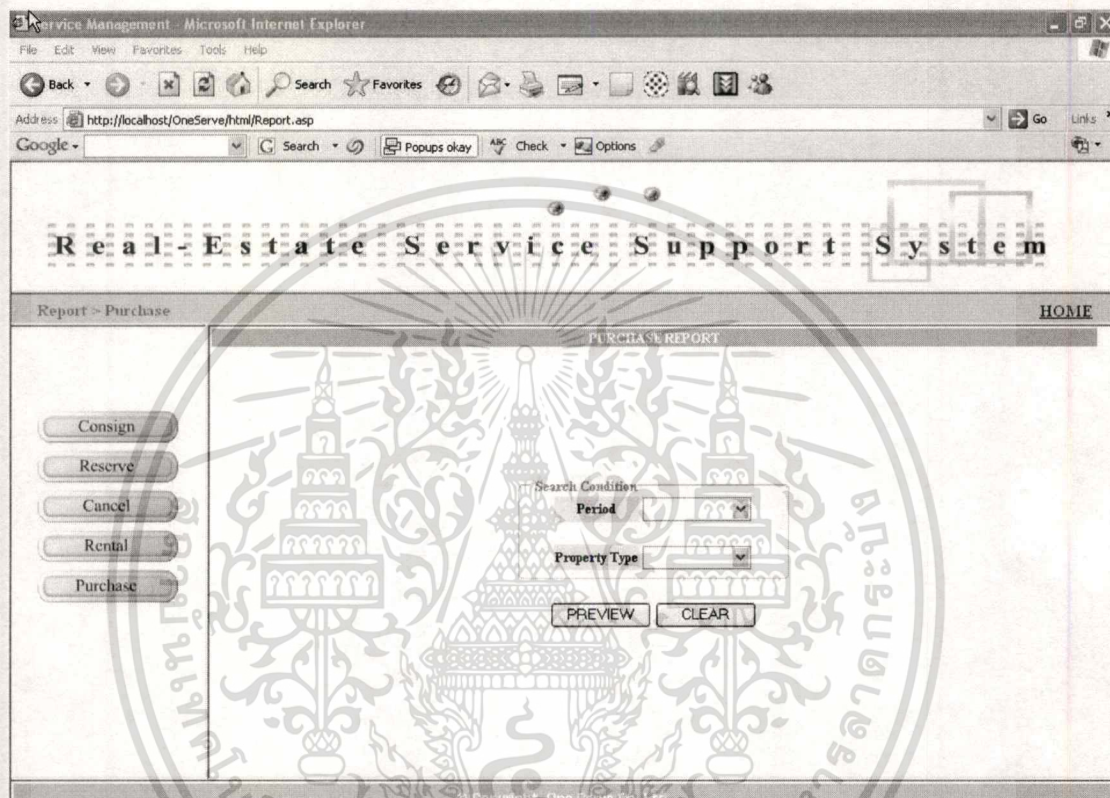 Service Management - Microsoft Internet Explorer
File Edit View Favorites Tools Help
Back Search Favorites
Address http://localhost/OneServe/html/Report.asp Go Links
Google Search Popups okay ABC Check Options
Real-Estate Service Support System
Report > Purchase HOME
PURCHASE REPORT
Consign
Reserve
Cancel
Rental
Purchase
Search Condition
Period
Property Type
PREVIEW CLEAR